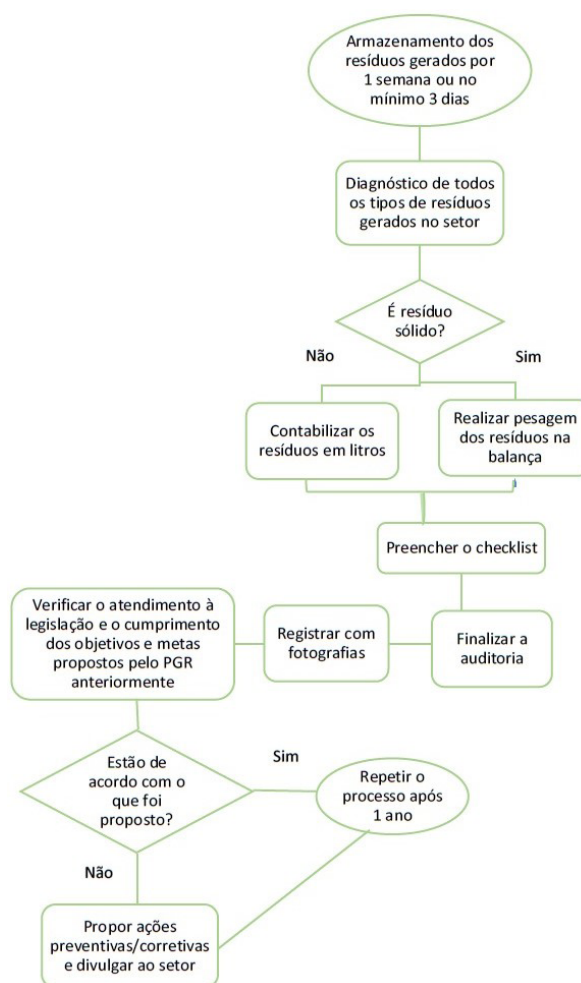 Armazenamento dos
resíduos gerados por
1 semana ou no
mínimo 3 dias
Diagnóstico de todos
os tipos de resíduos
gerados no setor
É resíduo
sólido?
Não
Sim
Contabilizar os
resíduos em litros
Realizar pesagem
dos resíduos na
balança
Preencher o checklist
Finalizar a
auditoria
Registrar com
fotografias
Verificar o atendimento à
legislação e o cumprimento
dos objetivos e metas
propostos pelo PGR
anteriormente
Estão de
acordo com o
que foi
proposto?
Sim
Repetir o
processo após
1 ano
Não
Propor ações
preventivas/corretivas
e divulgar ao setor